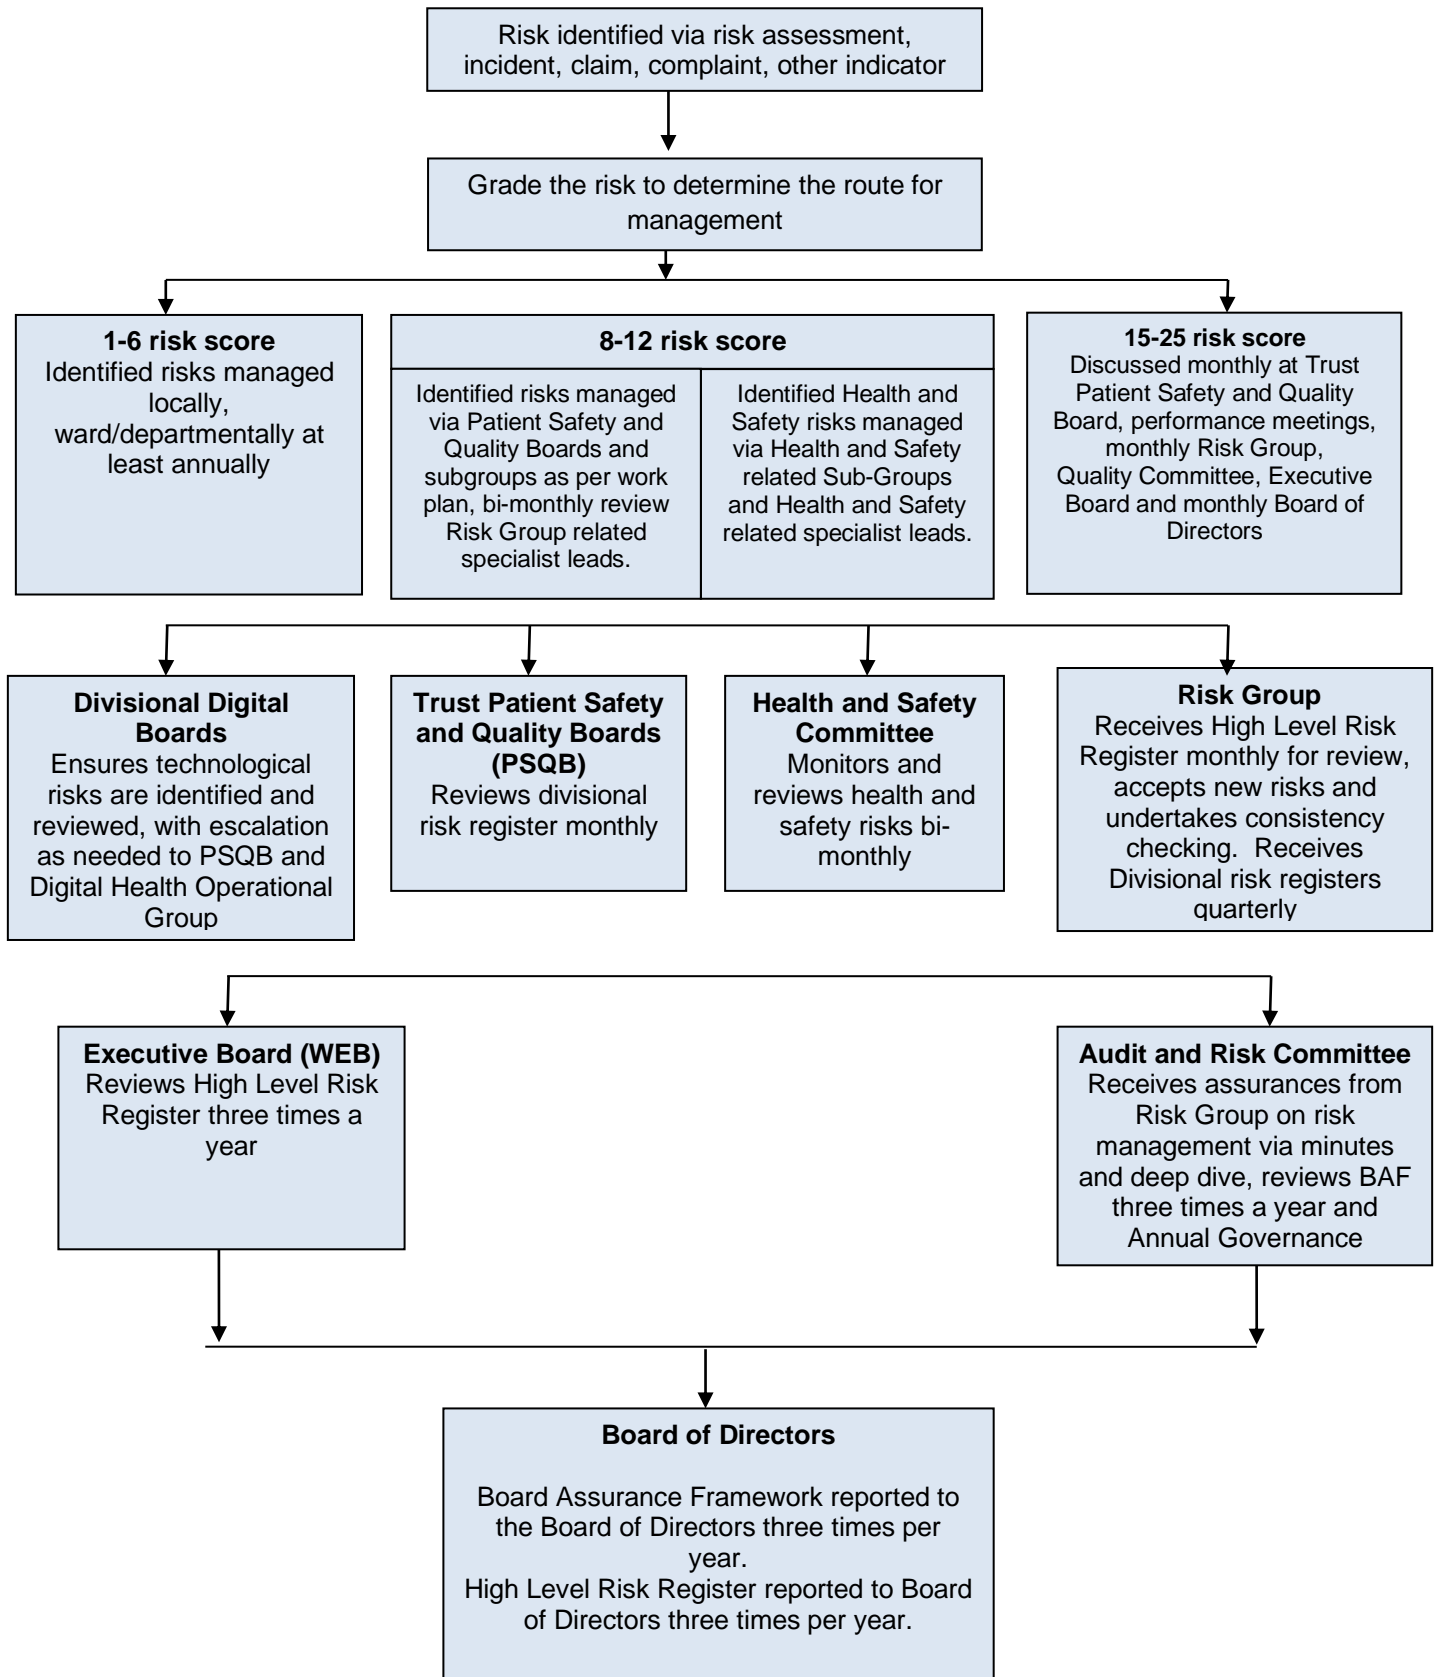 Risk identified via risk assessment,
incident, claim, complaint, other indicator
Grade the risk to determine the route for
management
1-6 risk score
Identified risks managed
locally,
ward/departmentally at
least annually
8-12 risk score
Identified risks managed
via Patient Safety and
Quality Boards and
subgroups as per work
plan, bi-monthly review
Risk Group related
specialist leads.
Identified Health and
Safety risks managed
via Health and Safety
related Sub-Groups
and Health and Safety
related specialist leads.
15-25 risk score
Discussed monthly at Trust
Patient Safety and Quality
Board, performance meetings,
monthly Risk Group,
Quality Committee, Executive
Board and monthly Board of
Directors
Divisional Digital
Boards
Ensures technological
risks are identified and
reviewed, with escalation
as needed to PSQB and
Digital Health Operational
Group
Trust Patient Safety
and Quality Boards
(PSQB)
Reviews divisional
risk register monthly
Health and Safety
Committee
Monitors and
reviews health and
safety risks bi-
monthly
Risk Group
Receives High Level Risk
Register monthly for review,
accepts new risks and
undertakes consistency
checking.  Receives
Divisional risk registers
quarterly
Executive Board (WEB)
Reviews High Level Risk
Register three times a
year
Audit and Risk Committee
Receives assurances from
Risk Group on risk
management via minutes
and deep dive, reviews BAF
three times a year and
Annual Governance
Board of Directors
Board Assurance Framework reported to
the Board of Directors three times per
year.
High Level Risk Register reported to Board
of Directors three times per year.